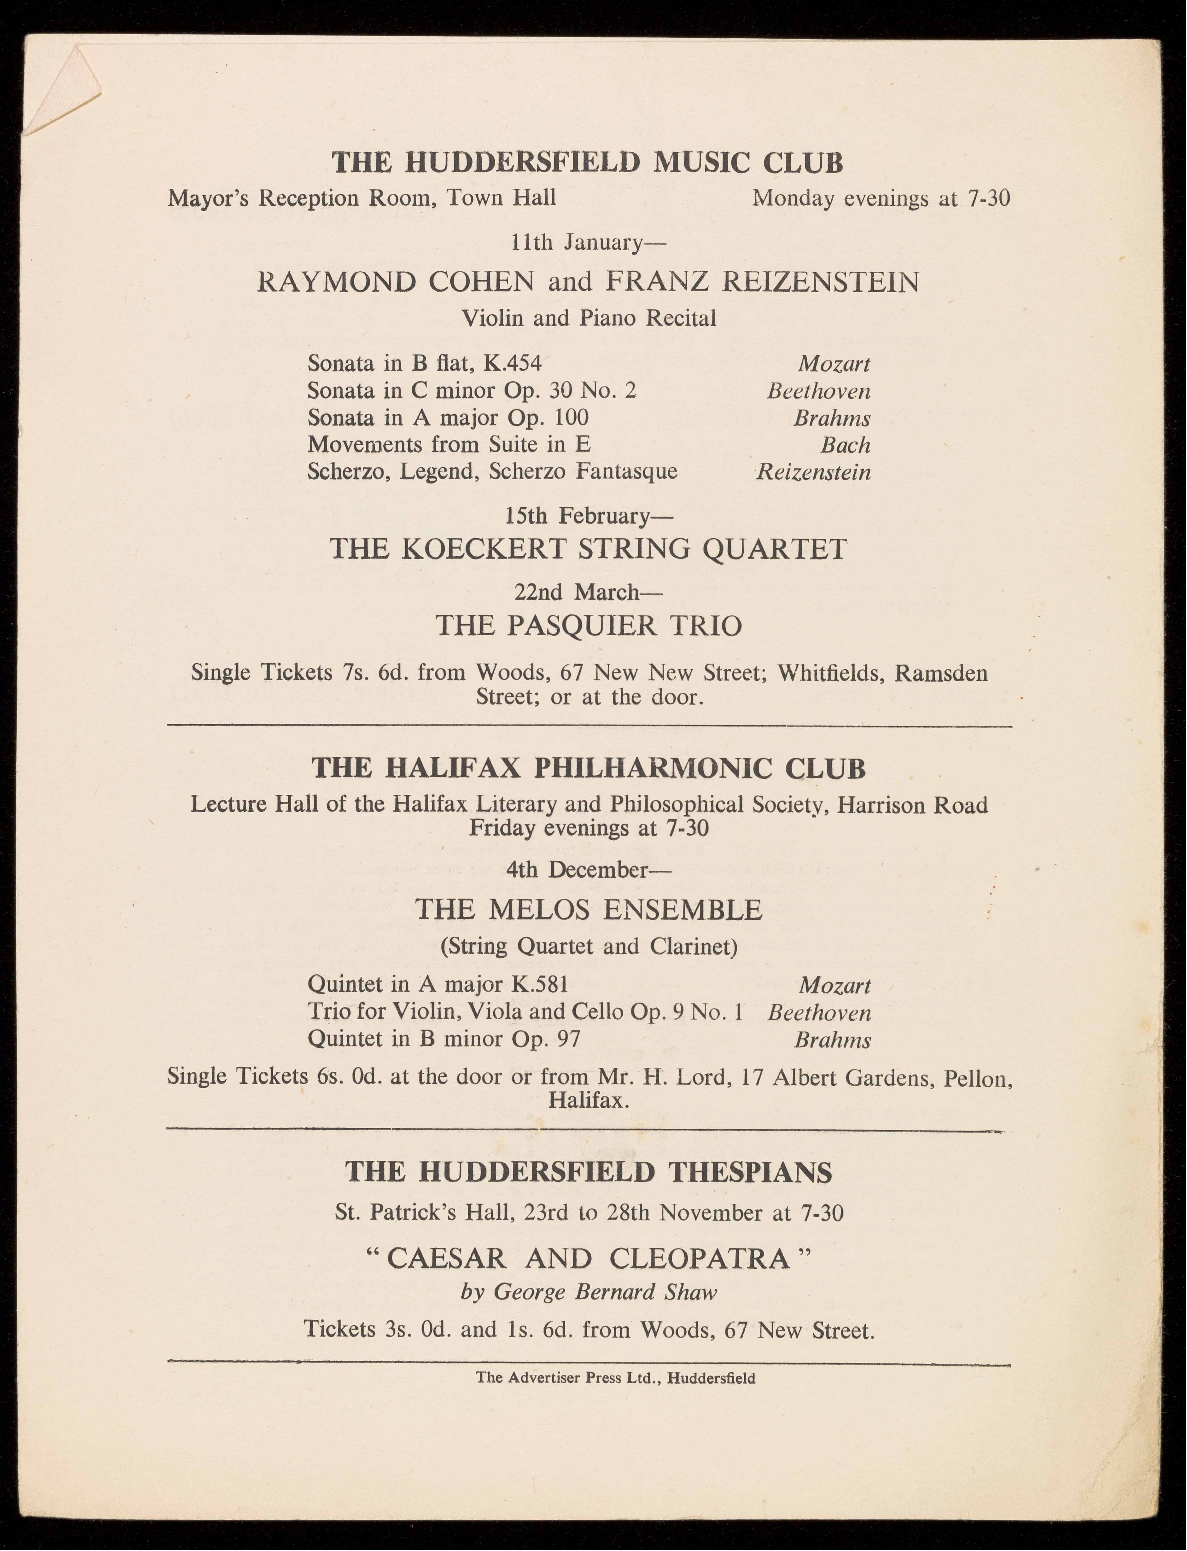 THE HUDDERSFIELD MUSIC CLUB
Mayor's Reception Room, Town Hall Monday evenings at 7-30
11th January—
RAYMOND COHEN and FRANZ REIZENSTEIN
Violin and Piano Recital
Sonata in B flat, K.454 Mozart
Sonata in C minor Op. 30 No. 2 Beethoven
Sonata in A major Op. 100 Brahms
Movements from Suite in E Bach
Scherzo, Legend, Scherzo Fantasque Reizenstein
15th February—
THE KOECKERT STRING QUARTET
22nd March—
THE PASQUIER TRIO
Single Tickets 7s. 6d. from Woods, 67 New New Street; Whitfields, Ramsden
Street; or at the door.
THE HALIFAX PHILHARMONIC CLUB
Lecture Hall of the Halifax Literary and Philosophical Society, Harrison Road
Friday evenings at 7-30
4th December—
THE MELOS ENSEMBLE
(String Quartet and Clarinet)
Quintet in A major K.581 Mozart
Trio for Violin, Viola and Cello Op. 9 No. 1 Beethoven
Quintet in B minor Op. 97 Brahms
Single Tickets 6s. 0d. at the door or from Mr. H. Lord, 17 Albert Gardens, Pellon,
Halifax.
THE HUDDERSFIELD THESPIANS
St. Patrick's Hall, 23rd to 28th November at 7-30
"CAESAR AND CLEOPATRA"
by George Bernard Shaw
Tickets 3s. 0d. and 1s. 6d. from Woods, 67 New Street.
The Advertiser Press Ltd., Huddersfield